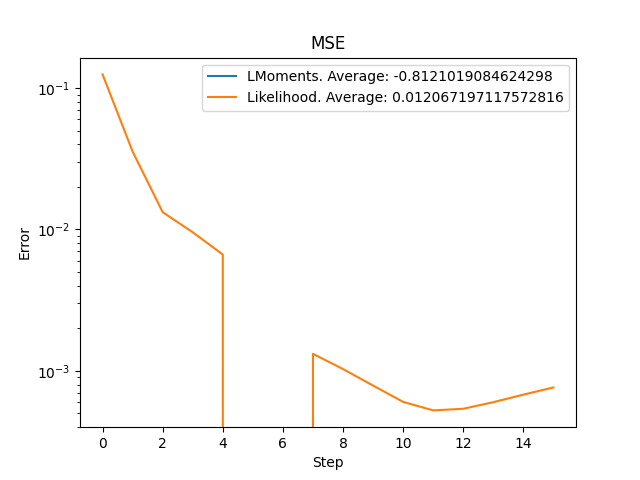 MSE
LMoments. Average: -0.8121019084624298
Likelihood. Average: 0.012067197117572816
10⁻¹
10⁻²
10⁻³
Error
0 2 4 6 8 10 12 14
Step